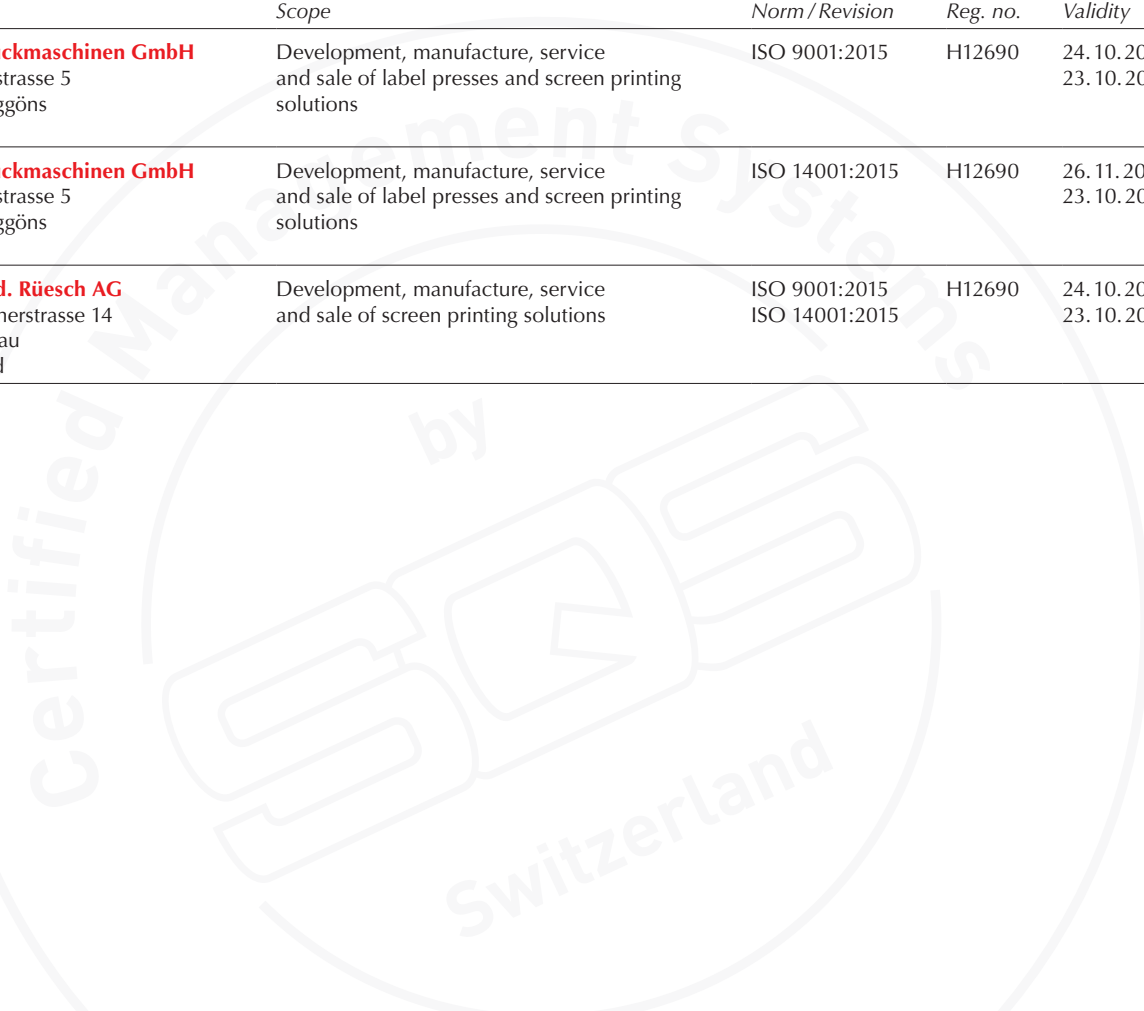 Scope Norm / Revision Reg. no. Validity
ckmaschinen GmbH Development, manufacture, service ISO 9001:2015 H12690 24.10.20
strasse 5 and sale of label presses and screen printing 23.10.20
ggöns solutions
ckmaschinen GmbH Development, manufacture, service ISO 14001:2015 H12690 26.11.20
strasse 5 and sale of label presses and screen printing 23.10.20
ggöns solutions
d. Rüesch AG Development, manufacture, service ISO 9001:2015 H12690 24.10.20
nerstrasse 14 and sale of screen printing solutions ISO 14001:2015 23.10.20
au
d
Certified Management Systems
by
SQS
Switzerland